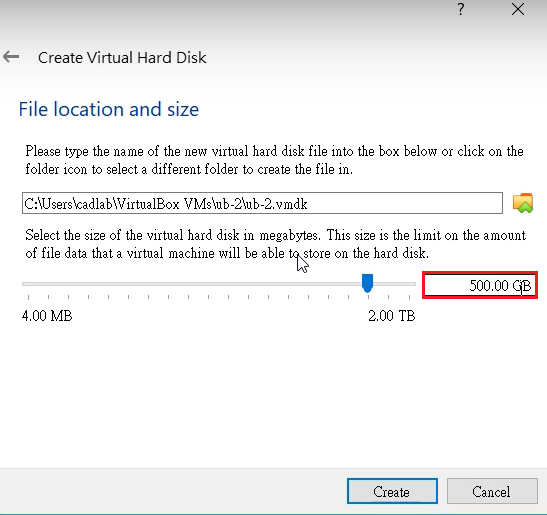 ?
Create Virtual Hard Disk
File location and size
Please type the name of the new virtual hard disk file into the box below or click on the
folder icon to select a different folder to create the file in.
C:\Users\cadlab\VirtualBox VMs\ub-2\ub-2.vmdk
Select the size of the virtual hard disk in megabytes. This size is the limit on the amount
of file data that a virtual machine will be able to store on the hard disk.
500.00 GB
4.00 MB 2.00 TB
Create Cancel